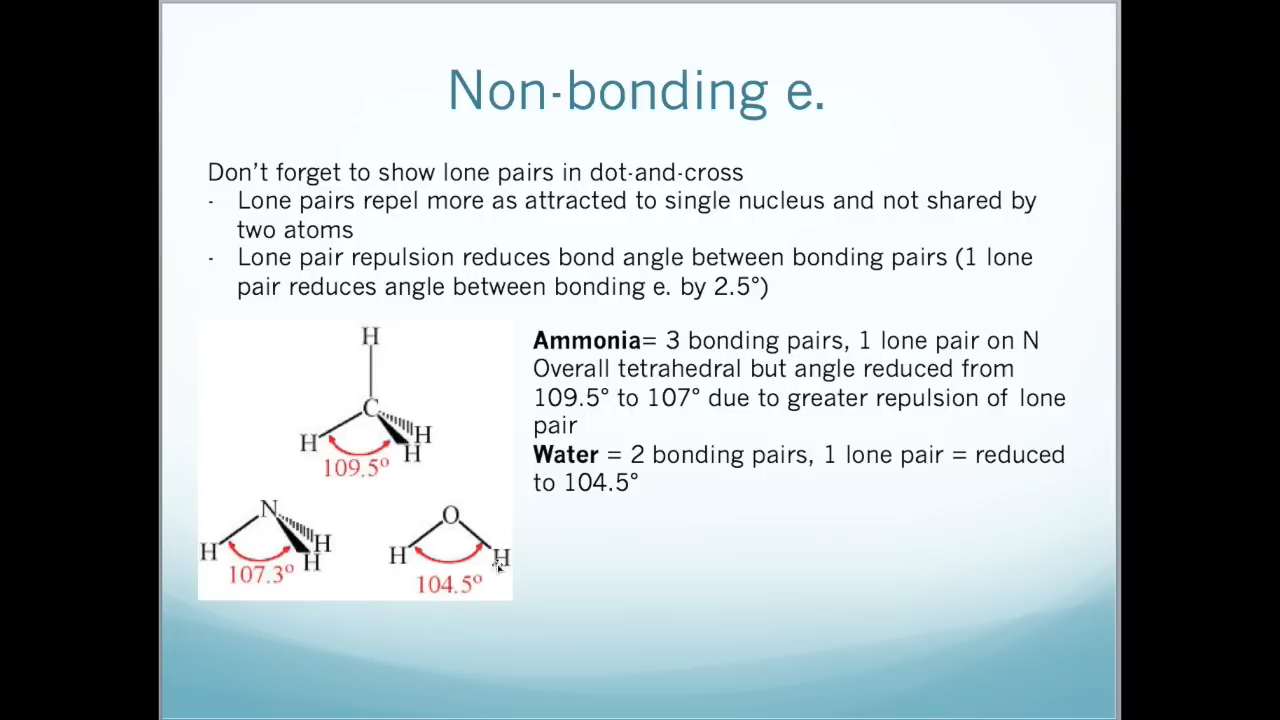 Non-bonding e.
Don’t forget to show lone pairs in dot-and-cross
- Lone pairs repel more as attracted to single nucleus and not shared by
two atoms
- Lone pair repulsion reduces bond angle between bonding pairs (1 lone
pair reduces angle between bonding e. by 2.5°)
H
C
H
H
H
109.5º
N
H
H
H
107.3º
O
H
H
104.5º
Ammonia= 3 bonding pairs, 1 lone pair on N
Overall tetrahedral but angle reduced from
109.5° to 107° due to greater repulsion of lone
pair
Water = 2 bonding pairs, 1 lone pair = reduced
to 104.5°